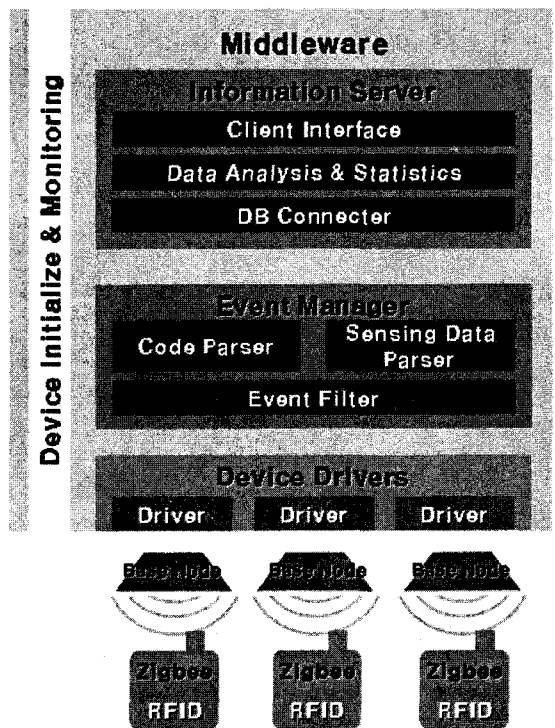 Device Initialize & Monitoring
Middleware
Information Server
Client Interface
Data Analysis & Statistics
DB Connecter
Event Manager
Code Parser
Sensing Data
Parser
Event Filter
Device Drivers
Driver Driver Driver
Base Node Base Node Base Node
Zigbee Zigbee Zigbee
RFID RFID RFID